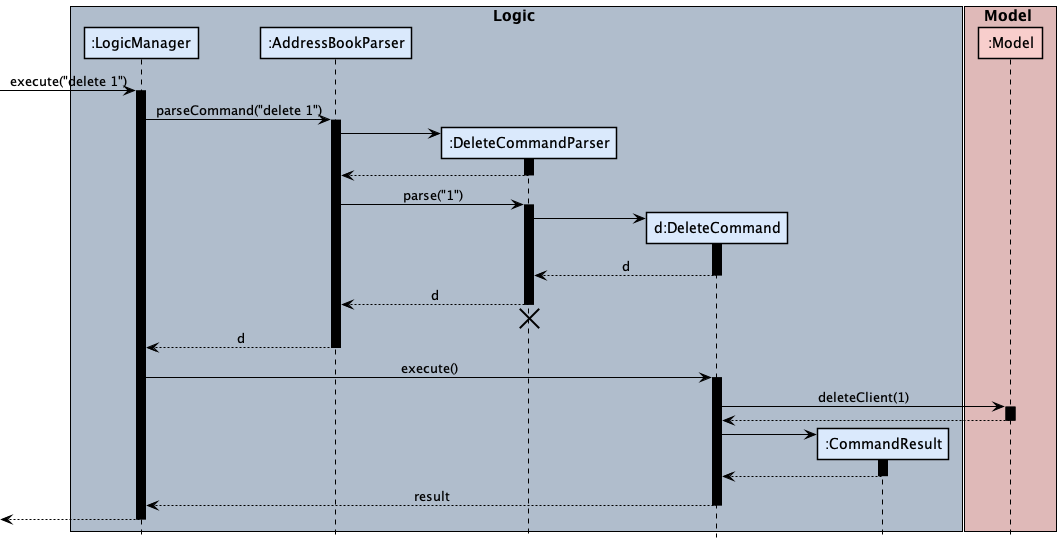 Logic
Model
:LogicManager
:AddressBookParser
:Model
execute("delete 1")
parseCommand("delete 1")
:DeleteCommandParser
parse("1")
d:DeleteCommand
d
d
d
execute()
deleteClient(1)
:CommandResult
result